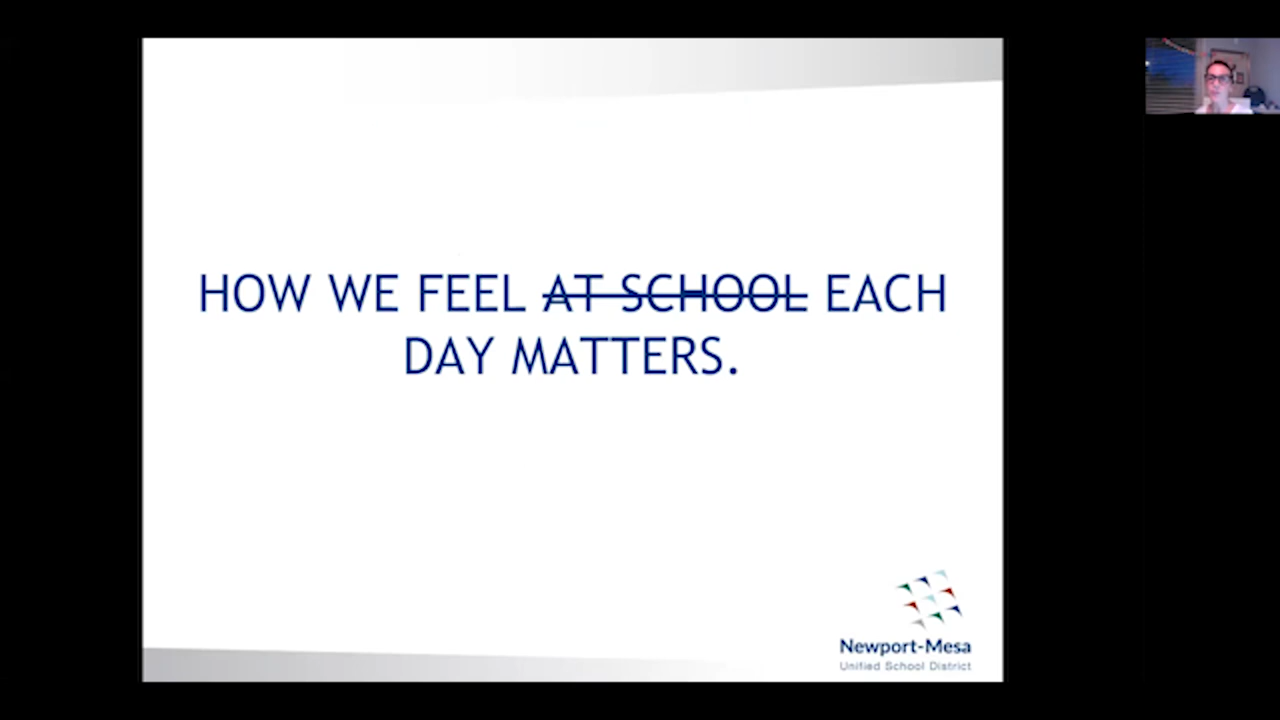 HOW WE FEEL AT SCHOOL EACH
DAY MATTERS.
Newport-Mesa
Unified School District